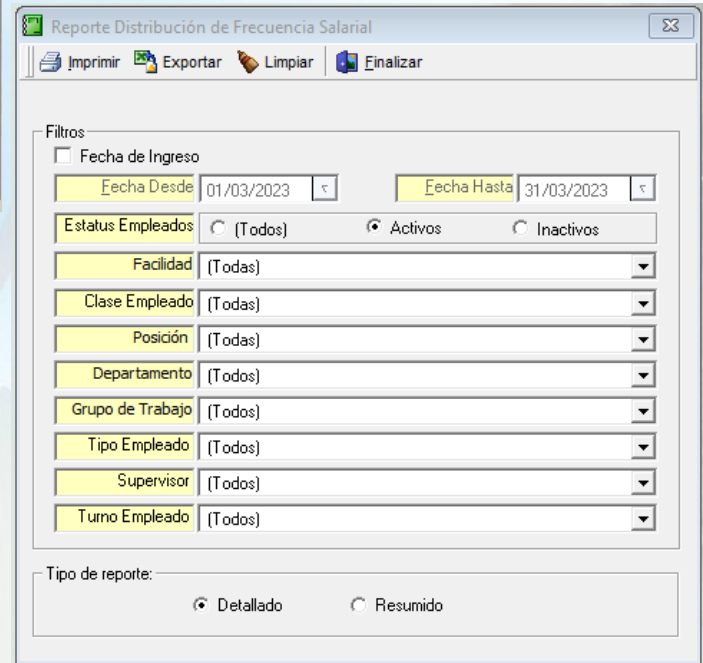 Reporte Distribución de Frecuencia Salarial
Imprimir Exportar Limpiar Finalizar
Filtros
Fecha de Ingreso
Fecha Desde 01/03/2023 Fecha Hasta 31/03/2023
Estatus Empleados (Todos) Activos Inactivos
Facilidad (Todas)
Clase Empleado (Todas)
Posición (Todas)
Departamento (Todos)
Grupo de Trabajo (Todos)
Tipo Empleado (Todos)
Supervisor (Todos)
Turno Empleado (Todos)
Tipo de reporte:
Detallado Resumido